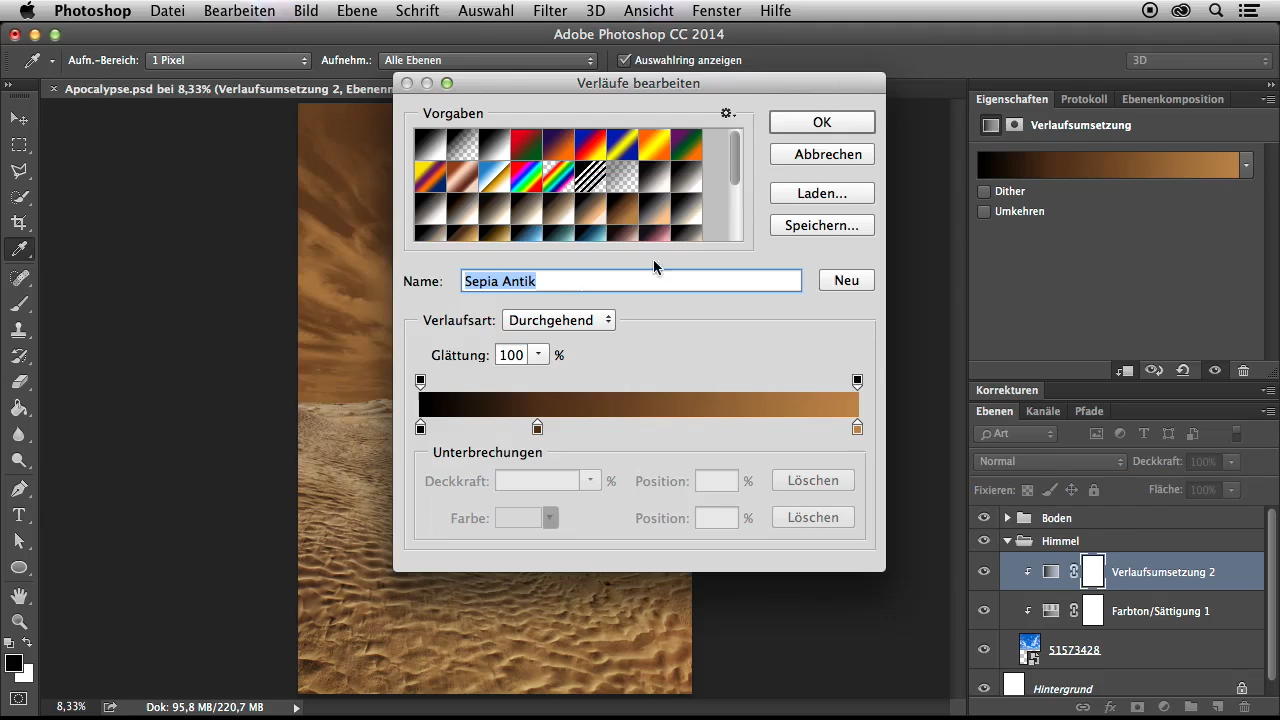 Photoshop Datei Bearbeiten Bild Ebene Schrift Auswahl Filter 3D Ansicht Fenster Hilfe
Adobe Photoshop CC 2014
Aufn.-Bereich: 1 Pixel Aufnehm.: Alle Ebenen Auswahlring anzeigen 3D
Apocalypse.psd bei 8,33% (Verlaufsumsetzung 2, Ebenenn
Verläufe bearbeiten
Vorgaben
OK
Abbrechen
Laden...
Speichern...
Name: Sepia Antik Neu
Verlaufsart: Durchgehend
Glättung: 100 %
Unterbrechungen
Deckkraft: % Position: % Löschen
Farbe: Position: % Löschen
Eigenschaften Protokoll Ebenenkomposition
Verlaufsumsetzung
Dither
Umkehren
Korrekturen
Ebenen Kanäle Pfade
Art
Normal Deckkraft: 100%
Fixieren: Fläche: 100%
Boden
Himmel
Verlaufsumsetzung 2
Farbton/Sättigung 1
51573428
Hintergrund
8,33% Dok: 95,8 MB/220,7 MB